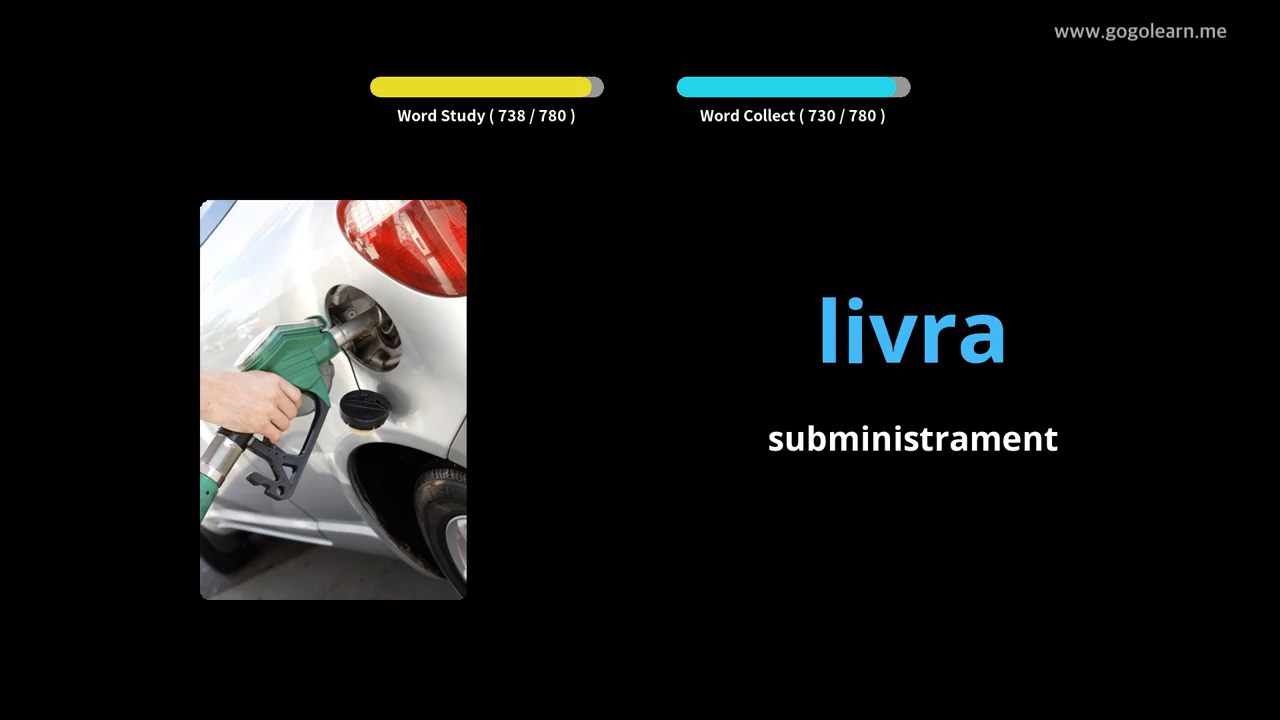 www.gogolearn.me
Word Study ( 738 / 780 )
Word Collect ( 730 / 780 )
livra
subministrament